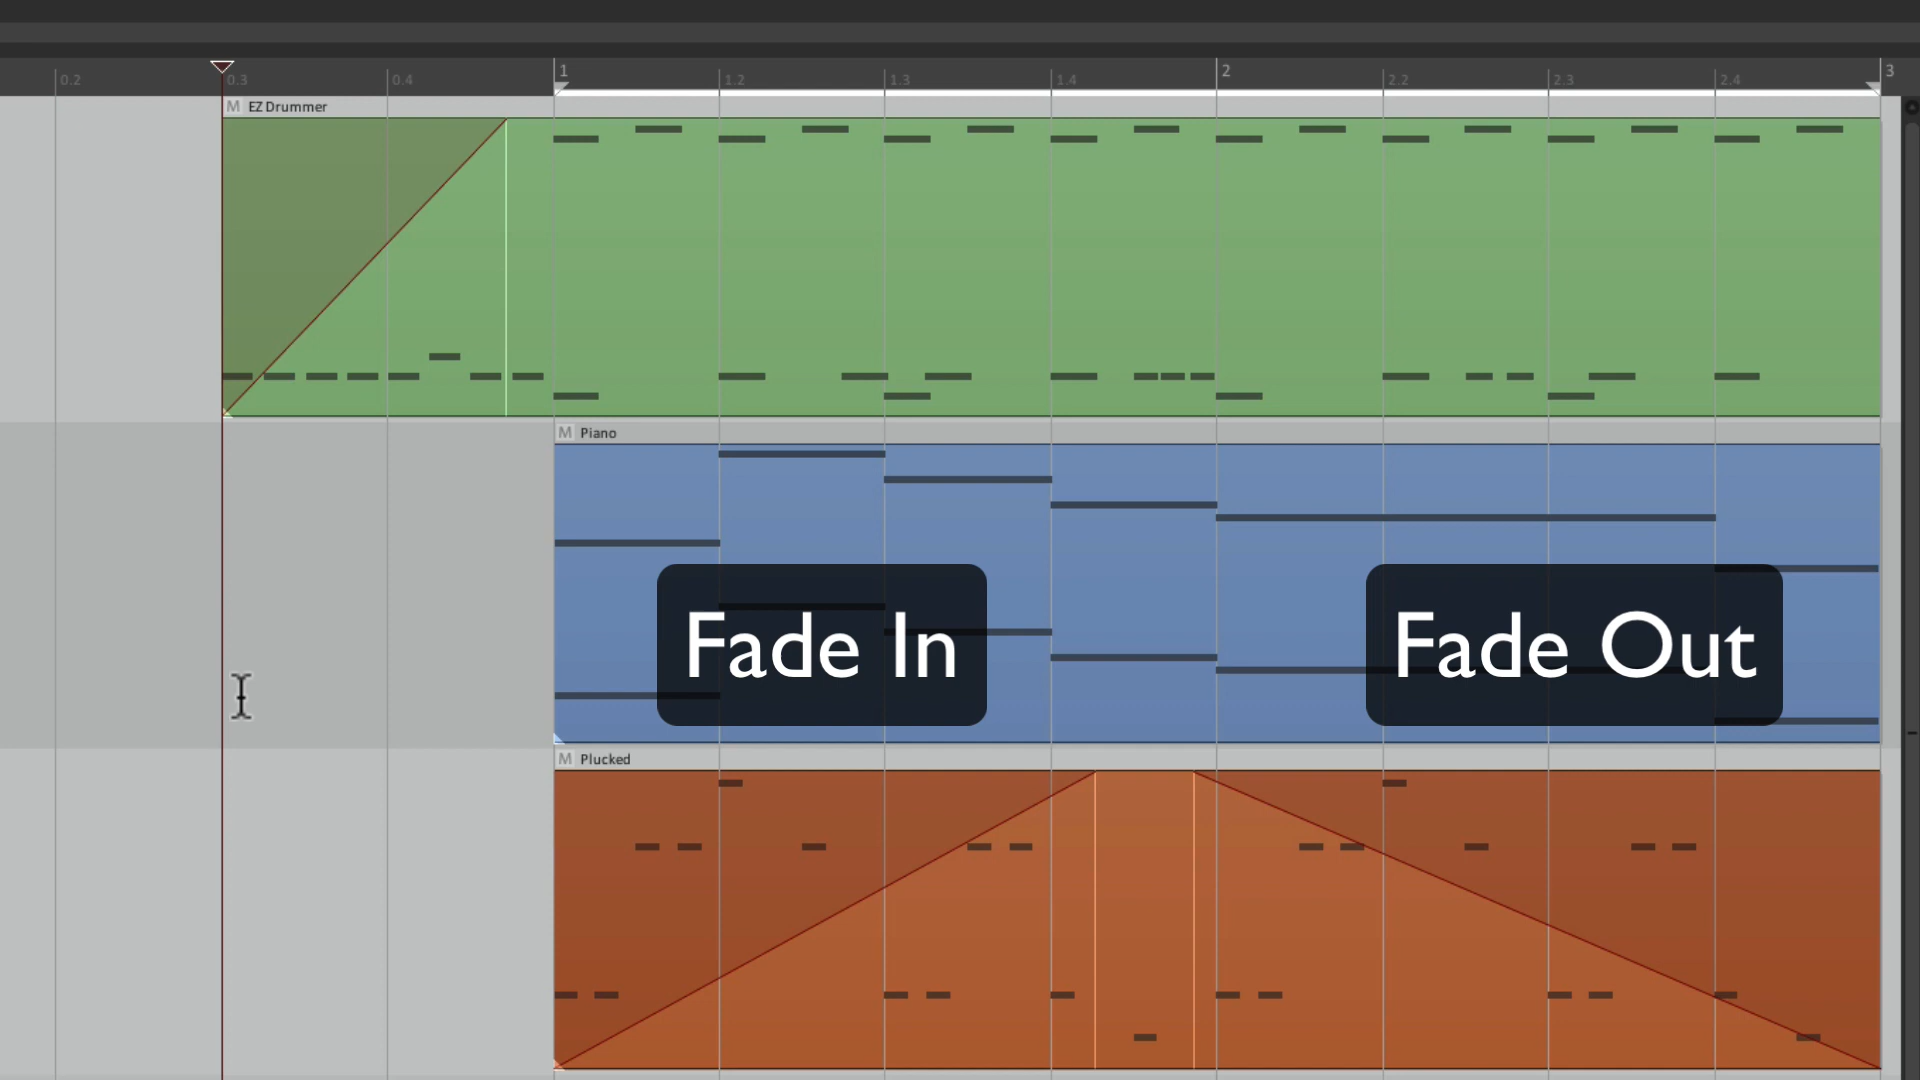 0.2 0.3 0.4 1 1.2 1.3 1.4 2 2.2 2.3 2.4 3
M EZ Drummer
M Piano
Fade In Fade Out
M Plucked